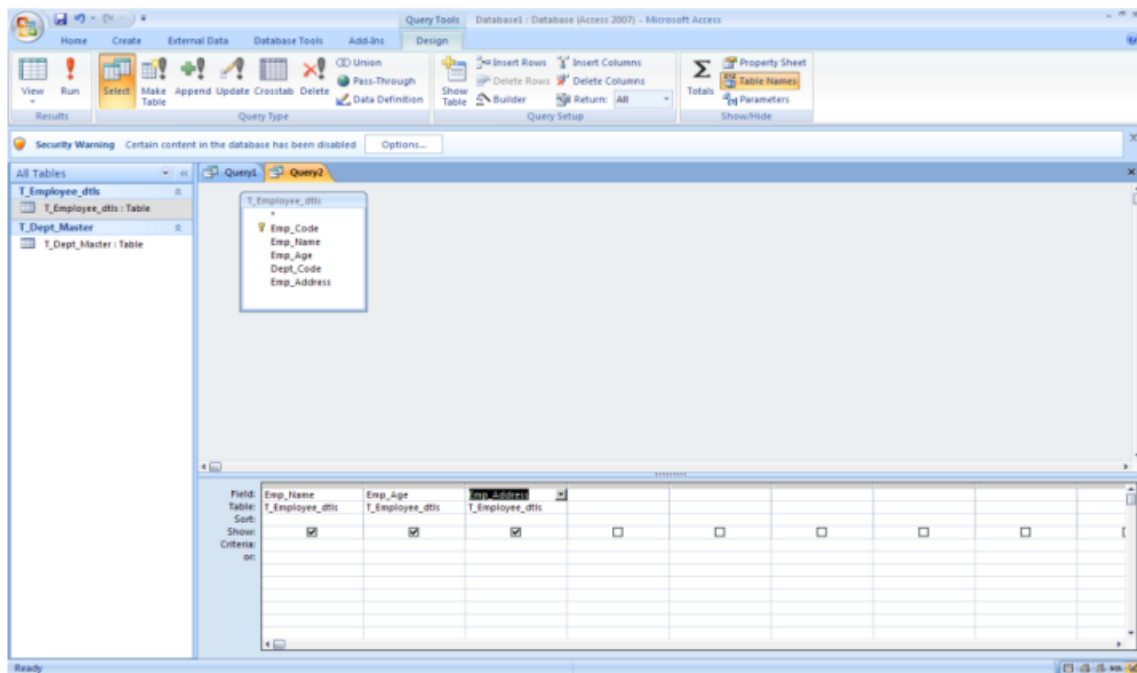 Query Tools Database1 : Database (Access 2007) - Microsoft Access
Home Create External Data Database Tools Add-Ins Design
View Run Select Make Table Append Update Crosstab Delete
Union
Pass-Through
Data Definition
Show Table
Insert Rows Insert Columns
Delete Rows Delete Columns
Builder Return: All
Totals
Property Sheet
Table Names
Parameters
Results Query Type Query Setup Show/Hide
Security Warning Certain content in the database has been disabled Options...
All Tables
T_Employee_dtls
T_Employee_dtls : Table
T_Dept_Master
T_Dept_Master : Table
Query1 Query2
T_Employee_dtls
*
Emp_Code
Emp_Name
Emp_Age
Dept_Code
Emp_Address
Field: Emp_Name Emp_Age Emp_Address
Table: T_Employee_dtls T_Employee_dtls T_Employee_dtls
Sort:
Show:
Criteria:
or:
Ready SQL